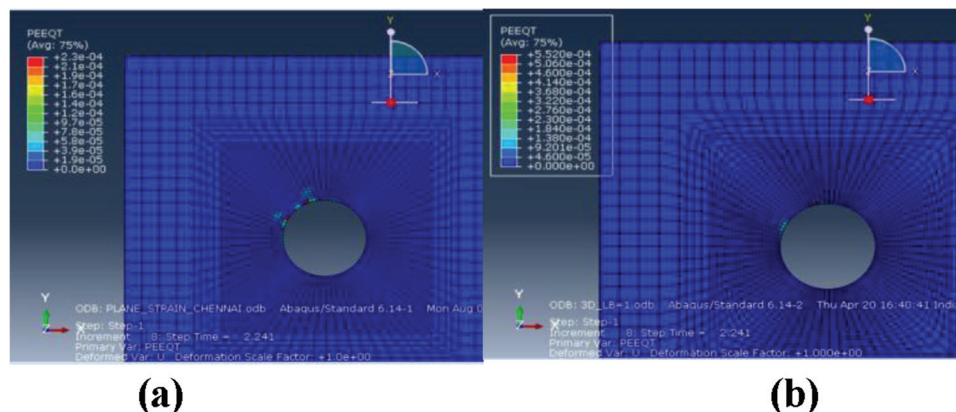 PEEQT
(Avg: 75%)
+2.3e-04
+2.1e-04
+1.9e-04
+1.7e-04
+1.6e-04
+1.4e-04
+1.2e-04
+9.7e-05
+7.8e-05
+5.8e-05
+3.9e-05
+1.9e-05
+0.0e+00
Y
X
ODB: PLANE_STRAIN_CHENNAI.odb Abaqus/Standard 6.14-1 Mon Aug 0
Y
X
Step: Step-1
Increment 8: Step Time = 2.241
Primary Var: PEEQT
Deformed Var: U Deformation Scale Factor: +1.0e+00
(a)
PEEQT
(Avg: 75%)
+5.520e-04
+5.060e-04
+4.600e-04
+4.140e-04
+3.680e-04
+3.220e-04
+2.760e-04
+2.300e-04
+1.840e-04
+1.380e-04
+9.201e-05
+4.600e-05
+0.000e+00
Y
X
ODB: 3D_LB=1.odb Abaqus/Standard 6.14-2 Thu Apr 20 16:40:41 Indi
Y
X
Step: Step-1
Increment 8: Step Time = 2.241
Primary Var: PEEQT
Deformed Var: U Deformation Scale Factor: +1.000e+00
(b)